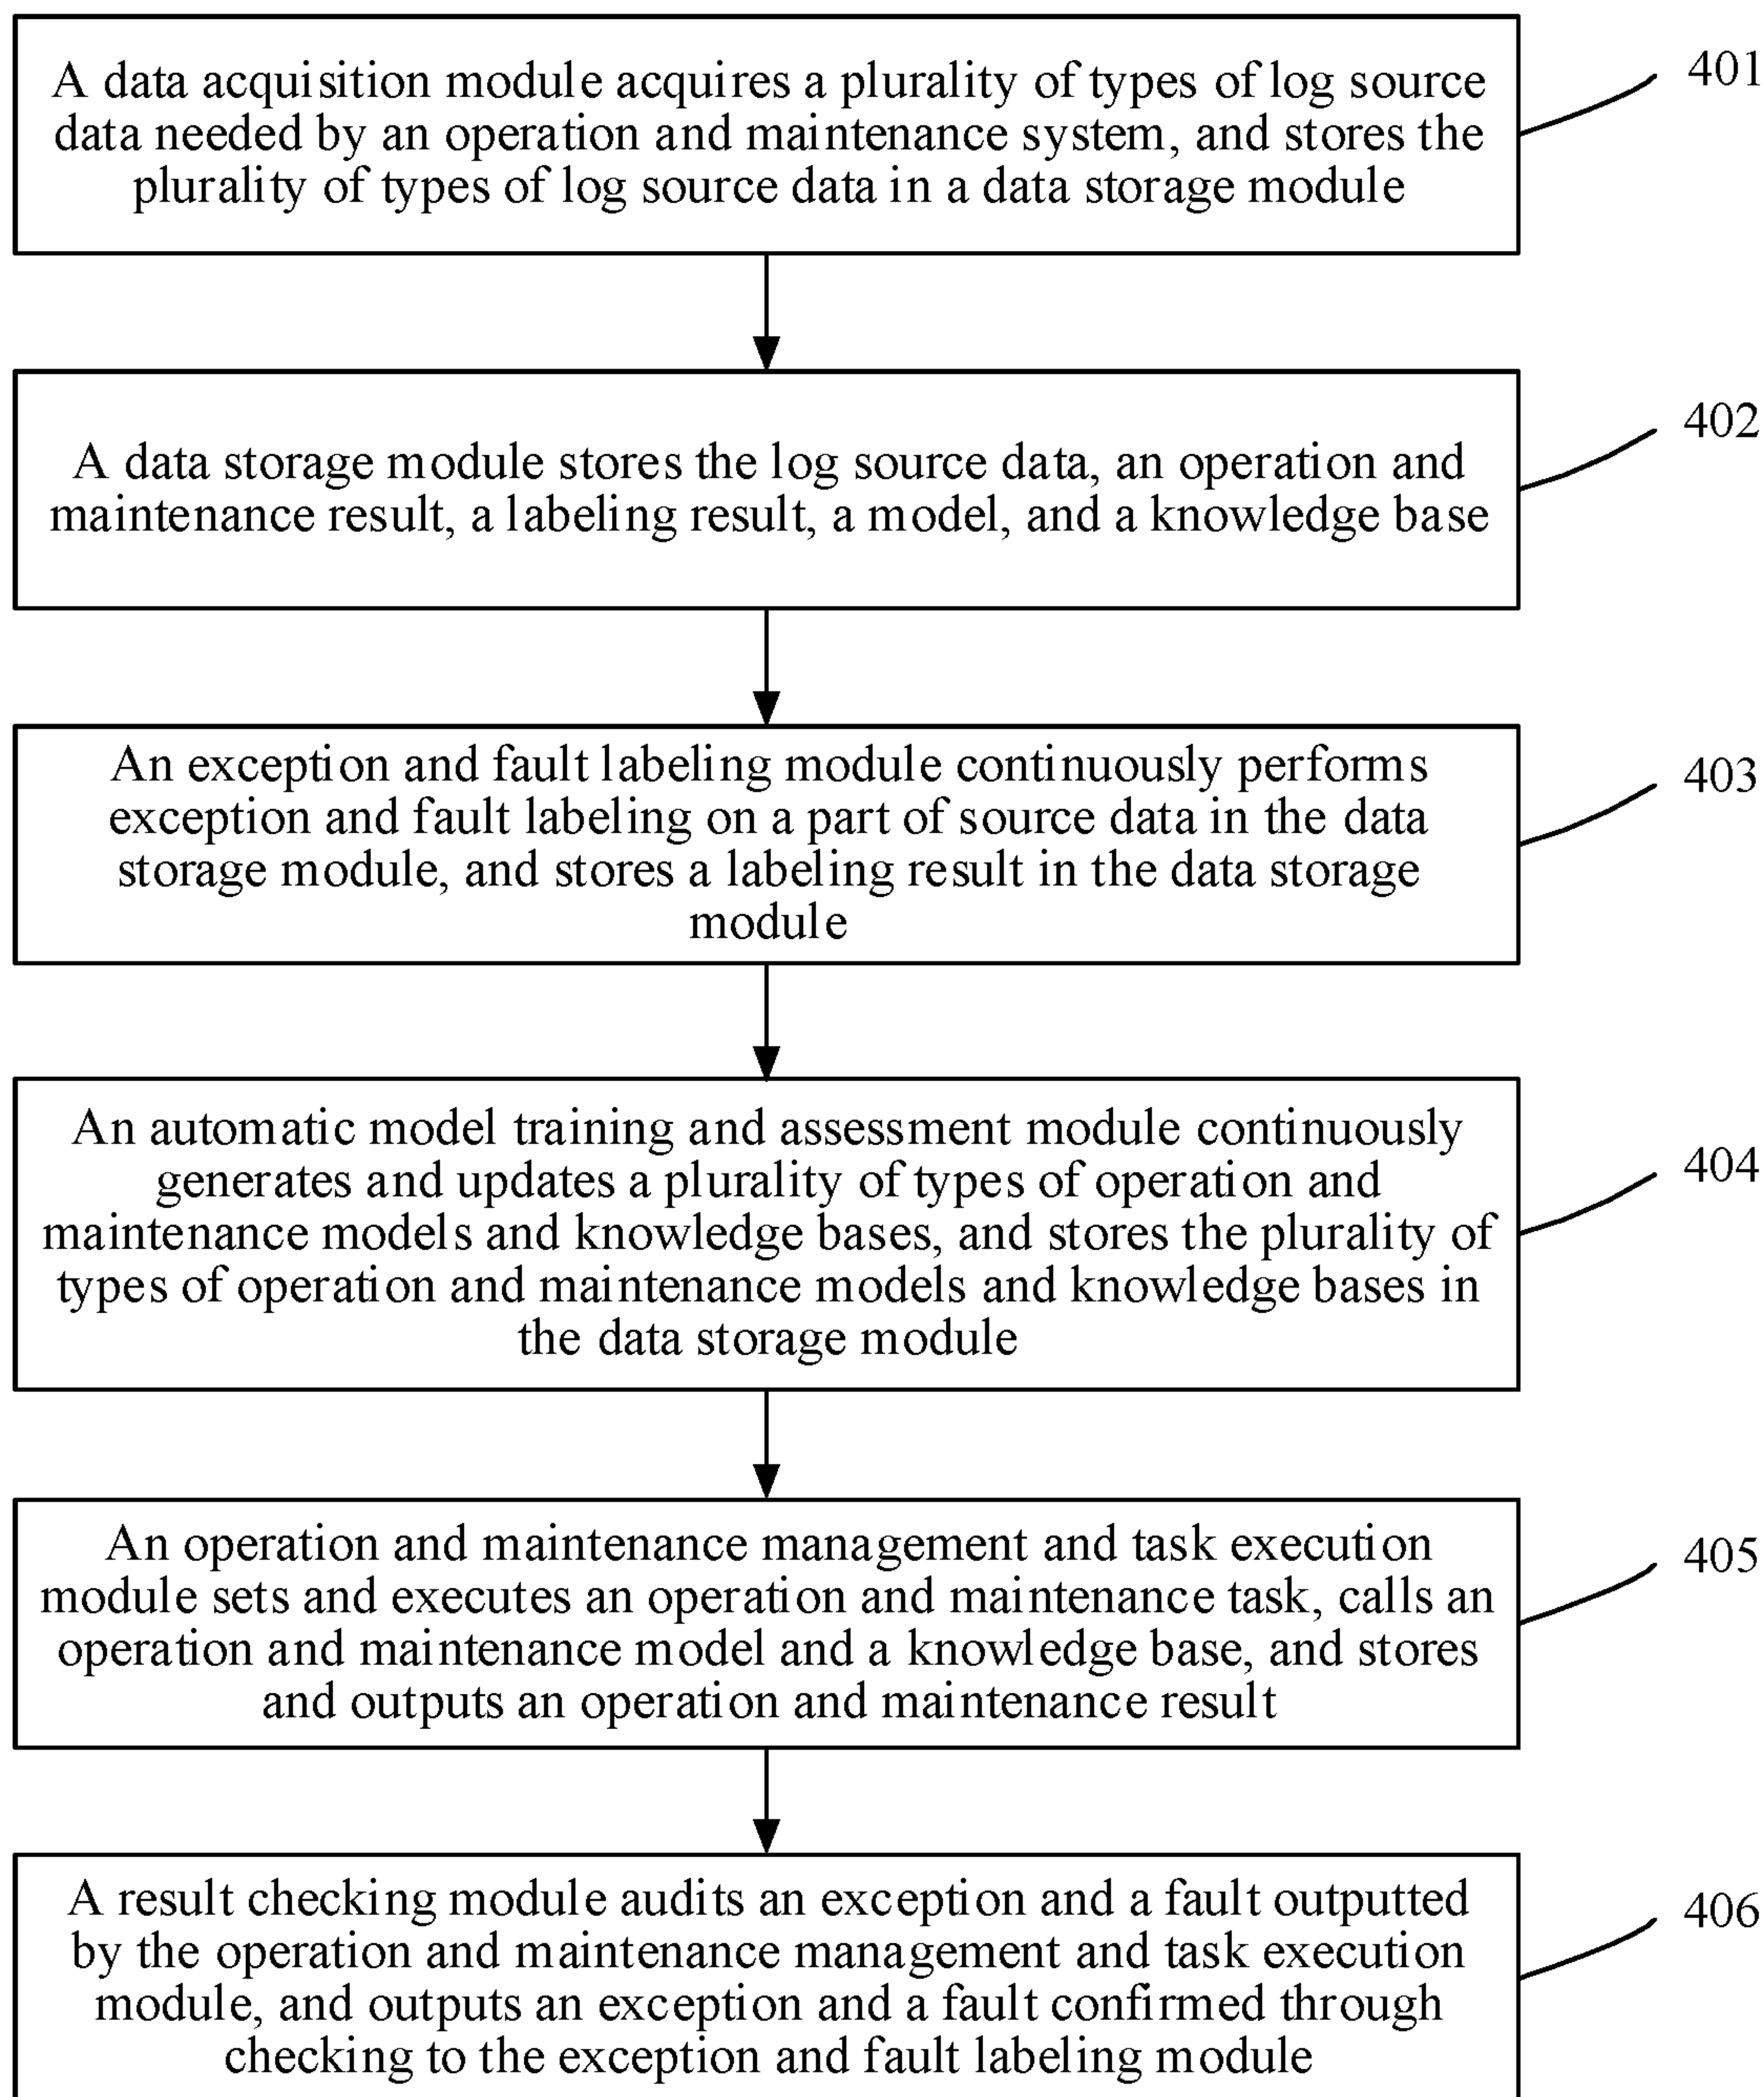 A data acquisition module acquires a plurality of types of log source
data needed by an operation and maintenance system, and stores the
plurality of types of log source data in a data storage module
401
A data storage module stores the log source data, an operation and
maintenance result, a labeling result, a model, and a knowledge base
402
An exception and fault labeling module continuously performs
exception and fault labeling on a part of source data in the data
storage module, and stores a labeling result in the data storage
module
403
An automatic model training and assessment module continuously
generates and updates a plurality of types of operation and
maintenance models and knowledge bases, and stores the plurality of
types of operation and maintenance models and knowledge bases in
the data storage module
404
An operation and maintenance management and task execution
module sets and executes an operation and maintenance task, calls an
operation and maintenance model and a knowledge base, and stores
and outputs an operation and maintenance result
405
A result checking module audits an exception and a fault outputted
by the operation and maintenance management and task execution
module, and outputs an exception and a fault confirmed through
checking to the exception and fault labeling module
406